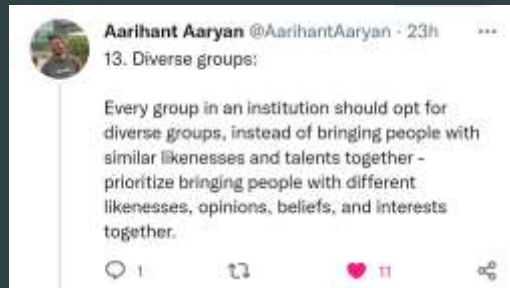 Aarihant Aaryan @AarihantAaryan · 23h
13. Diverse groups:
Every group in an institution should opt for
diverse groups, instead of bringing people with
similar likenesses and talents together -
prioritize bringing people with different
likenesses, opinions, beliefs, and interests
together.
1 11